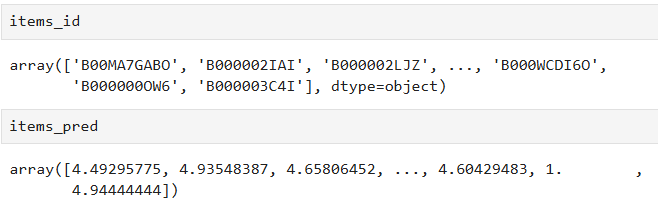 items_id
array(['B00MA7GABO', 'B000002IAI', 'B000002LJZ', ..., 'B000WCDI6O',
'B000000OW6', 'B000003C4I'], dtype=object)
items_pred
array([4.49295775, 4.93548387, 4.65806452, ..., 4.60429483, 1.        ,
4.94444444])